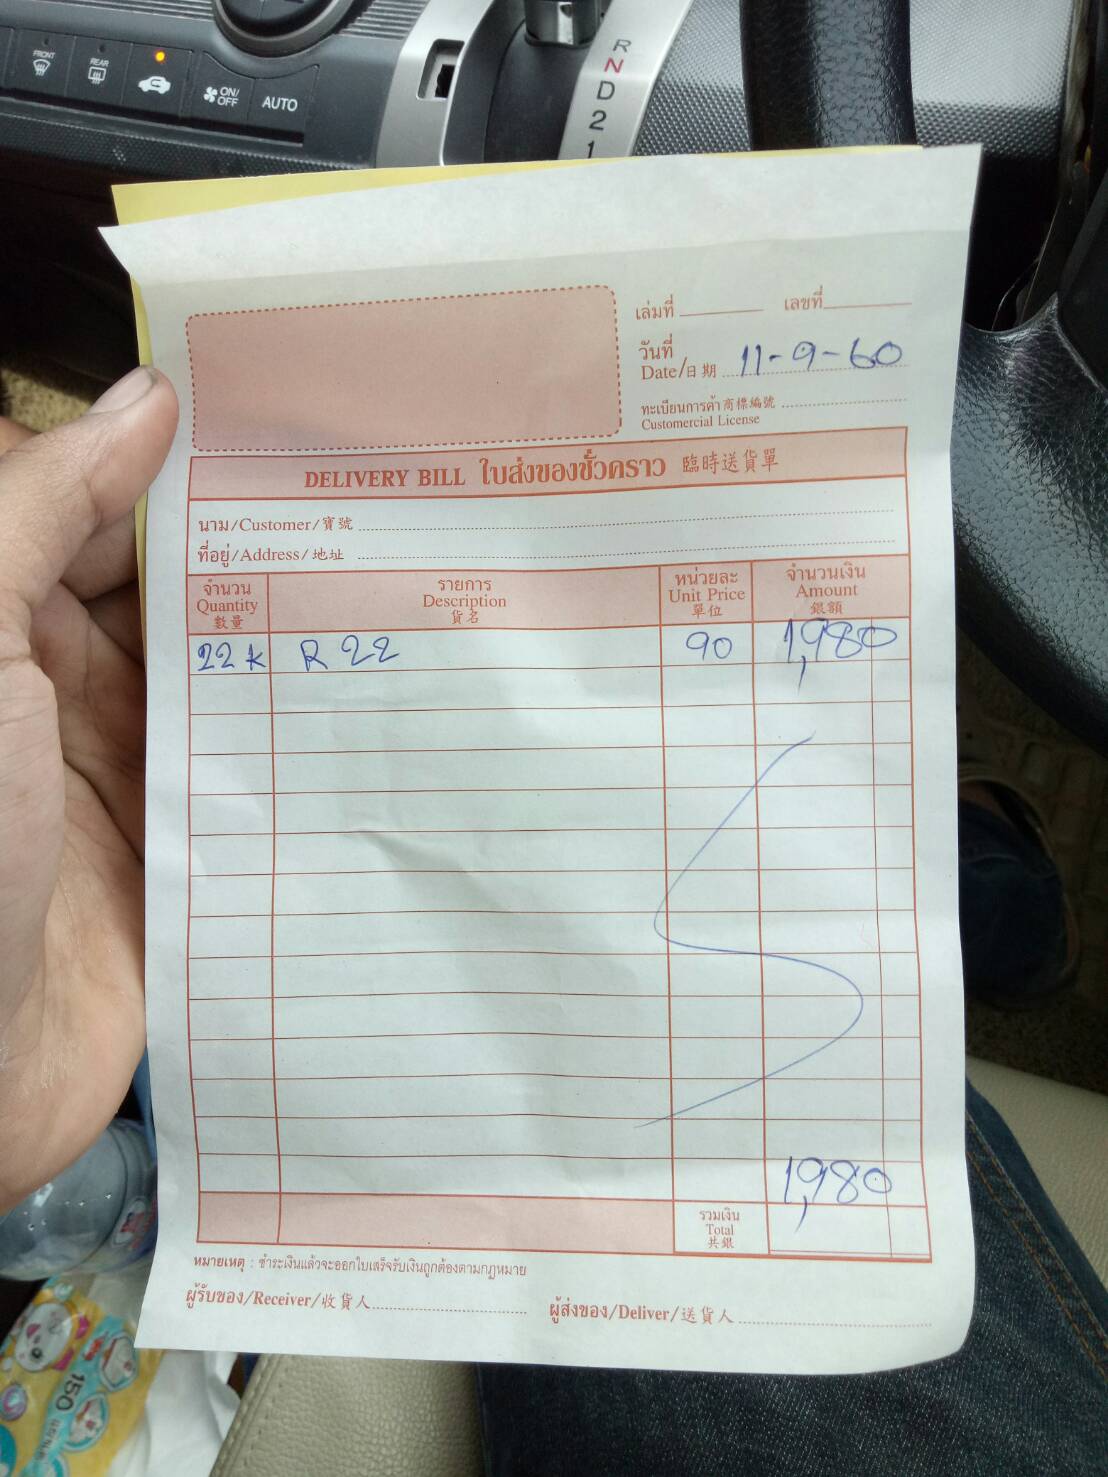 FRONT REAR ON/OFF AUTO
R
N
D
2
1
เล่มที่ เลขที่
วันที่
Date/日期 11-9-60
ทะเบียนการค้า 商標編號
Customercial License
DELIVERY BILL ใบส่งของชั่วคราว 臨時送貨單
นาม/Customer/寶號
ที่อยู่/Address/地址
จำนวน รายการ หน่วยละ จำนวนเงิน
Quantity Description Unit Price Amount
數量 貨名 單位 銀額
22 K R 22 90 1,980
1,980
รวมเงิน
Total
共銀
หมายเหตุ : ชำระเงินแล้วจะออกใบเสร็จรับเงินถูกต้องตามกฎหมาย
ผู้รับของ/Receiver/收貨人 ผู้ส่งของ/Deliver/送貨人
150